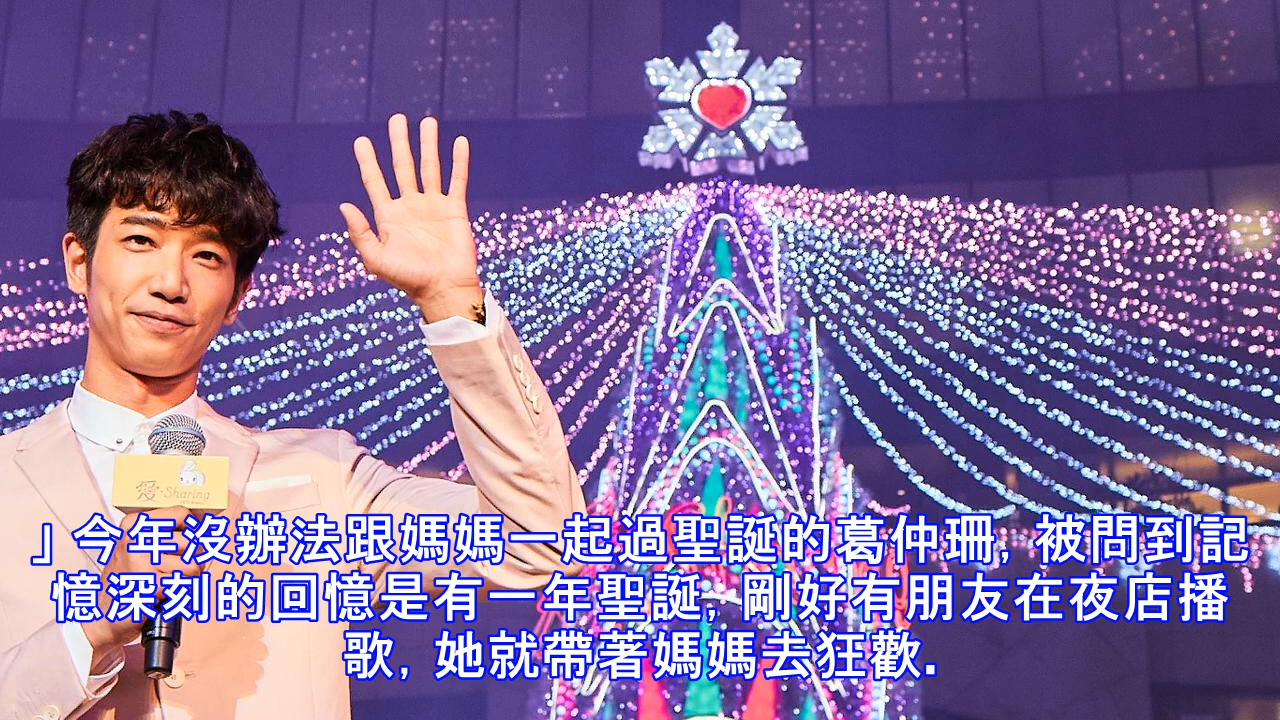 愛-Sharing
」今年沒辦法跟媽媽一起過聖誕的葛仲珊, 被問到記
憶深刻的回憶是有一年聖誕, 剛好有朋友在夜店播
歌, 她就帶著媽媽去狂歡.